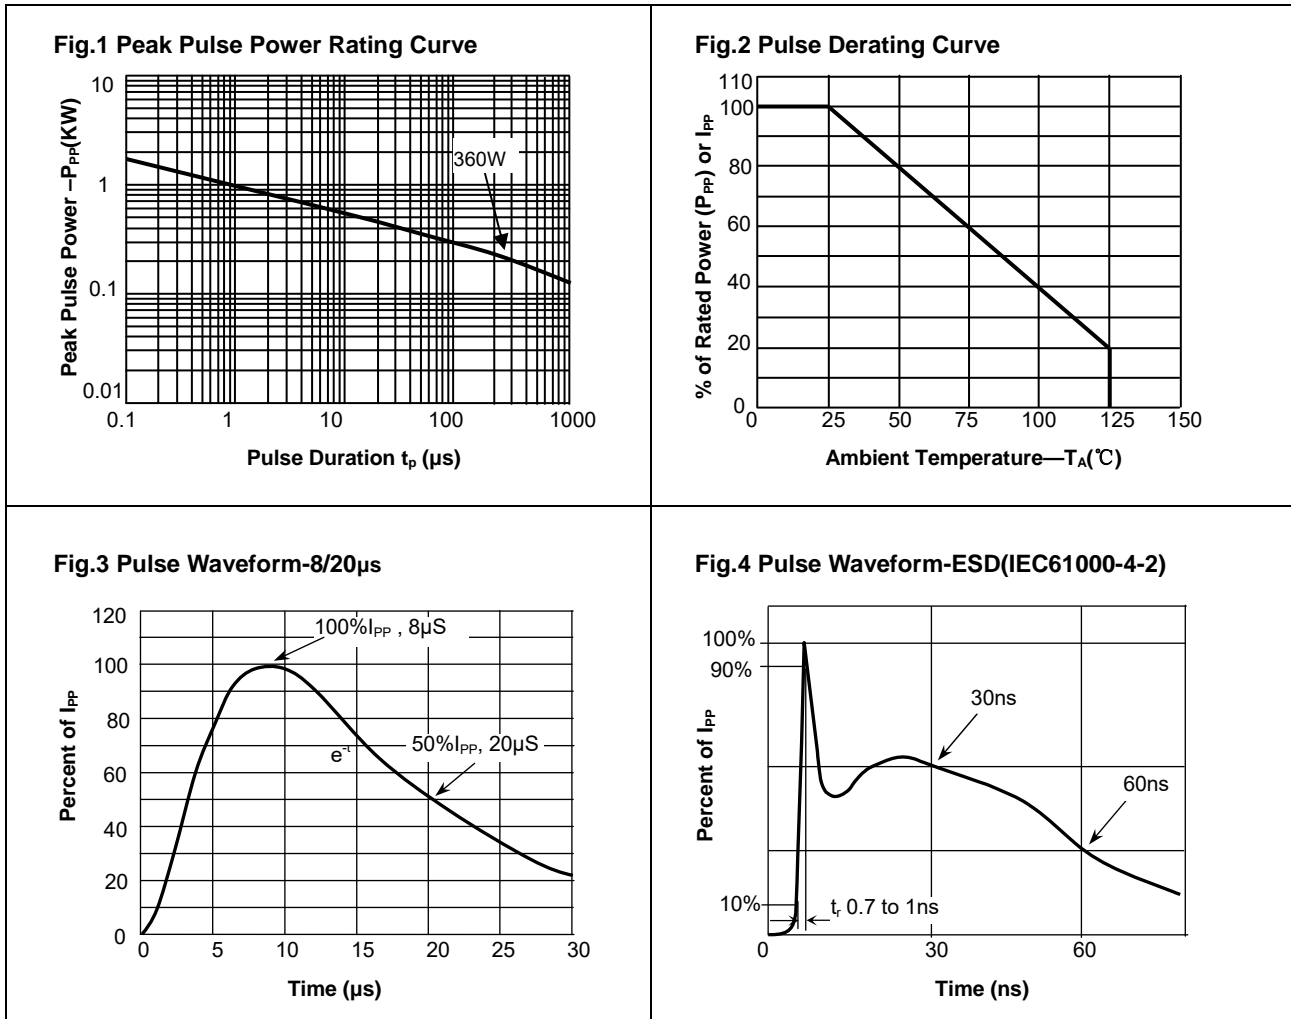 Fig.1 Peak Pulse Power Rating Curve
Peak Pulse Power –PPP(KW)
10
1
0.1
0.01
360W
0.1 1 10 100 1000
Pulse Duration tp (µs)
Fig.2 Pulse Derating Curve
% of Rated Power (PPP) or IPP
110
100
80
60
40
20
0
25 50 75 100 125 150
Ambient Temperature—TA(℃)
Fig.3 Pulse Waveform-8/20µs
Percent of IPP
120
100
80
60
40
20
0
100%IPP , 8µS
e-t
50%IPP, 20µS
0 5 10 15 20 25 30
Time (µs)
Fig.4 Pulse Waveform-ESD(IEC61000-4-2)
Percent of IPP
100%
90%
10%
30ns
60ns
tr 0.7 to 1ns
0 30 60
Time (ns)